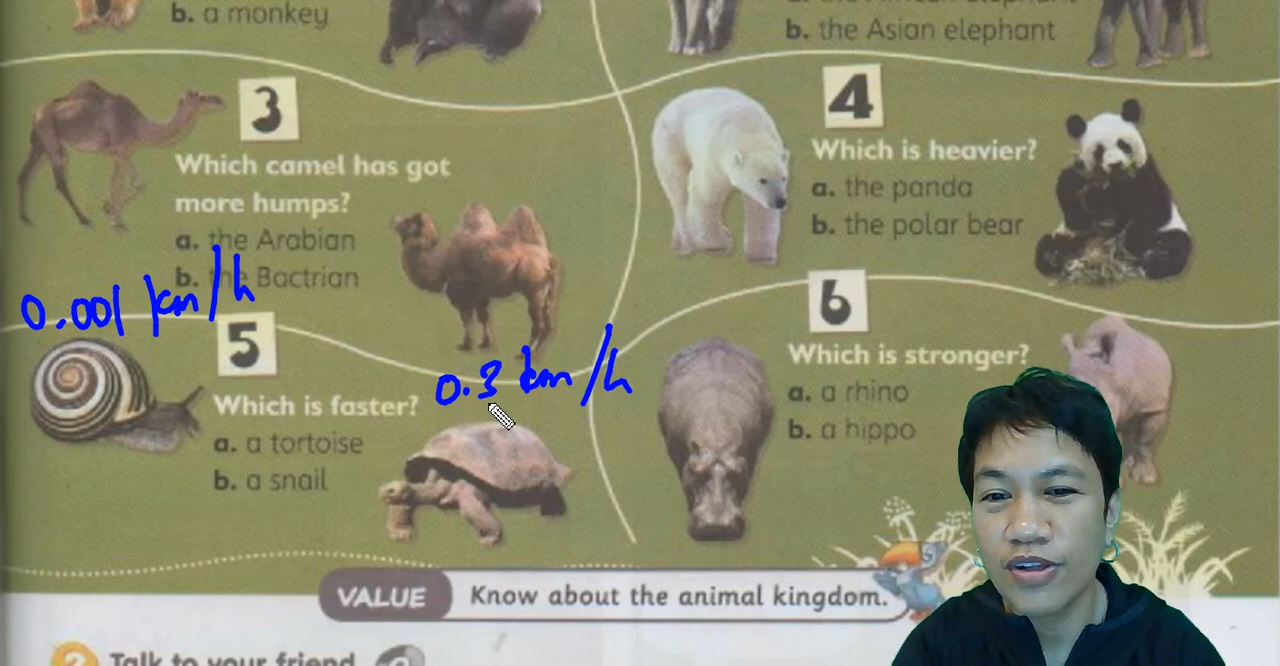 b. a monkey
b. the Asian elephant
3
Which camel has got
more humps?
a. the Arabian
b. the Bactrian
4
Which is heavier?
a. the panda
b. the polar bear
0.001 km/h
5
Which is faster?
a. a tortoise
b. a snail
0.3 km/h
6
Which is stronger?
a. a rhino
b. a hippo
VALUE Know about the animal kingdom.
2 Talk to your friend.